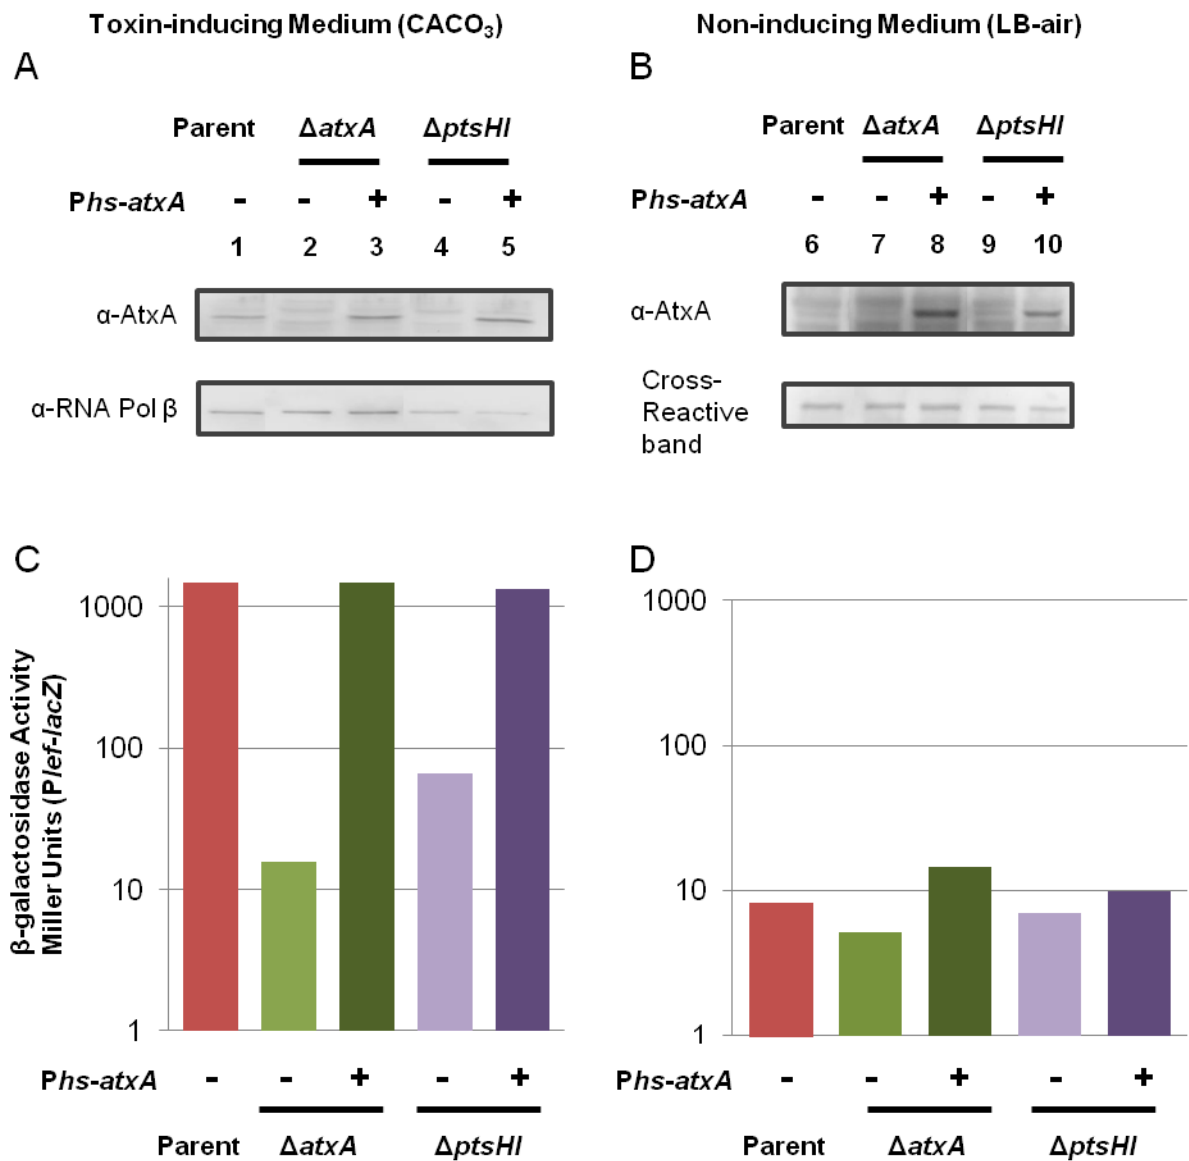 Toxin-inducing Medium (CACO₃)
Non-inducing Medium (LB-air)
A
Parent ΔatxA ΔptsHI
Phs-atxA - - + - +
1 2 3 4 5
α-AtxA
α-RNA Pol β
B
Parent ΔatxA ΔptsHI
Phs-atxA - - + - +
6 7 8 9 10
α-AtxA
Cross-
Reactive
band
C
β-galactosidase Activity
Miller Units (Plef-lacZ)
1000
100
10
1
Phs-atxA - - + - +
Parent ΔatxA ΔptsHI
D
1000
100
10
1
Phs-atxA - - + - +
Parent ΔatxA ΔptsHI